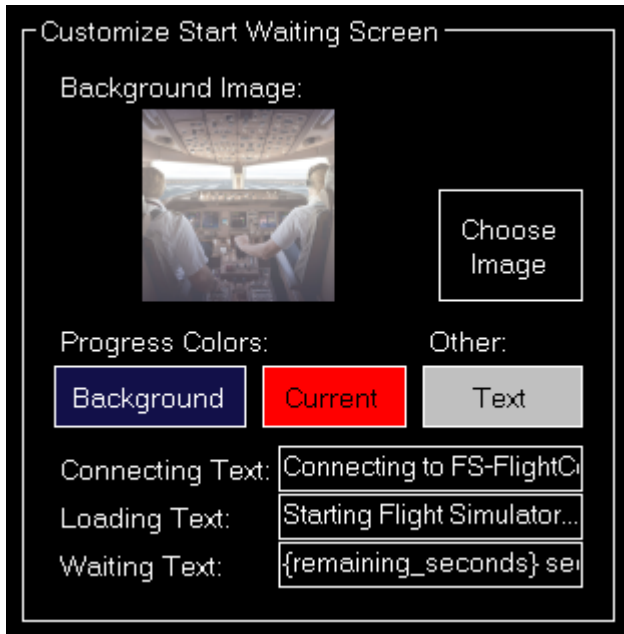 Customize Start Waiting Screen
Background Image:
Choose
Image
Progress Colors:
Other:
Background
Current
Text
Connecting Text:
Connecting to FS-FlightC
Loading Text:
Starting Flight Simulator...
Waiting Text:
{remaining_seconds} se